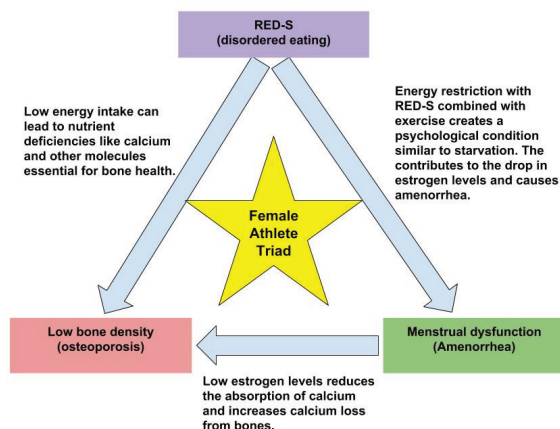 RED-S
(disordered eating)
Low energy intake can
lead to nutrient
deficiencies like calcium
and other molecules
essential for bone health.
Energy restriction with
RED-S combined with
exercise creates a
psychological condition
similar to starvation. The
contributes to the drop in
estrogen levels and causes
amenorrhea.
Female
Athlete
Triad
Low bone density
(osteoporosis)
Menstrual dysfunction
(Amenorrhea)
Low estrogen levels reduces
the absorption of calcium
and increases calcium loss
from bones.